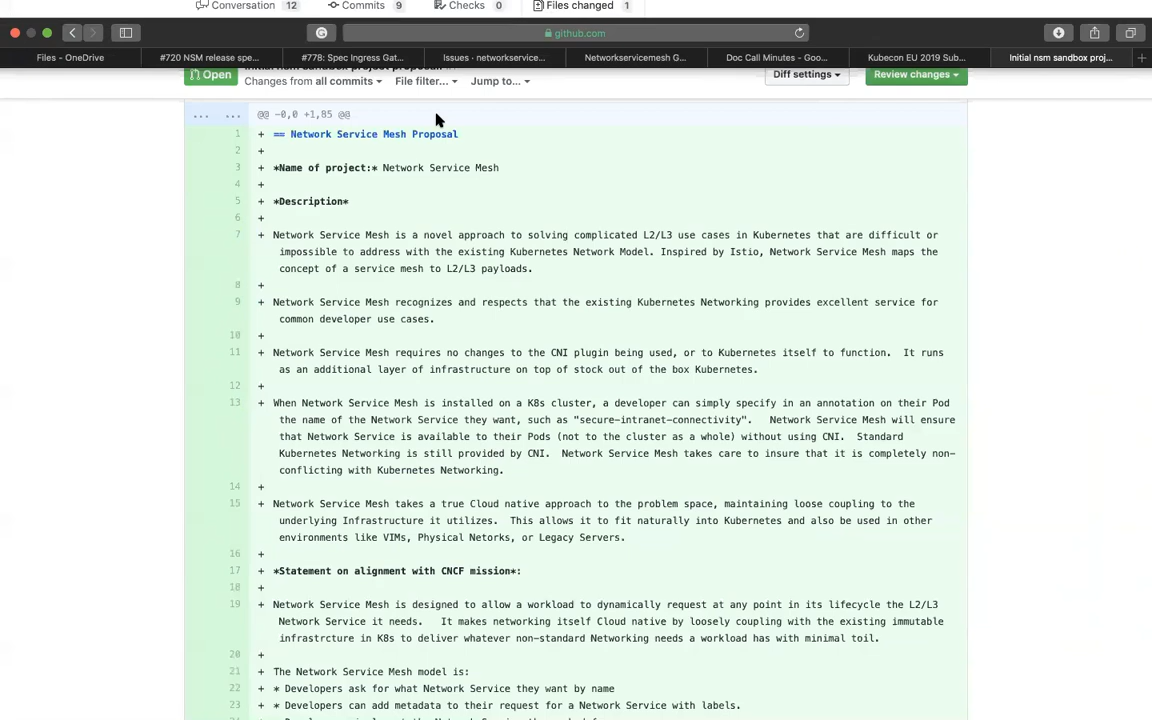 Conversation 12 Commits 9 Checks 0 Files changed 1
github.com
Files – OneDrive #720 NSM release spe... #778: Spec Ingress Gat... Issues · networkservice... Networkservicemesh G... Doc Call Minutes - Goo... Kubecon EU 2019 Sub... Initial nsm sandbox proj...
Open Changes from all commits File filter... Jump to... Diff settings Review changes
... ... @@ -0,0 +1,85 @@
1 + == Network Service Mesh Proposal
2 +
3 + *Name of project:* Network Service Mesh
4 +
5 + *Description*
6 +
7 + Network Service Mesh is a novel approach to solving complicated L2/L3 use cases in Kubernetes that are difficult or
impossible to address with the existing Kubernetes Network Model. Inspired by Istio, Network Service Mesh maps the
concept of a service mesh to L2/L3 payloads.
8 +
9 + Network Service Mesh recognizes and respects that the existing Kubernetes Networking provides excellent service for
common developer use cases.
10 +
11 + Network Service Mesh requires no changes to the CNI plugin being used, or to Kubernetes itself to function. It runs
as an additional layer of infrastructure on top of stock out of the box Kubernetes.
12 +
13 + When Network Service Mesh is installed on a K8s cluster, a developer can simply specify in an annotation on their Pod
the name of the Network Service they want, such as "secure-intranet-connectivity". Network Service Mesh will ensure
that Network Service is available to their Pods (not to the cluster as a whole) without using CNI. Standard
Kubernetes Networking is still provided by CNI. Network Service Mesh takes care to insure that it is completely non-
conflicting with Kubernetes Networking.
14 +
15 + Network Service Mesh takes a true Cloud native approach to the problem space, maintaining loose coupling to the
underlying Infrastructure it utilizes. This allows it to fit naturally into Kubernetes and also be used in other
environments like VIMs, Physical Netorks, or Legacy Servers.
16 +
17 + *Statement on alignment with CNCF mission*:
18 +
19 + Network Service Mesh is designed to allow a workload to dynamically request at any point in its lifecycle the L2/L3
Network Service it needs. It makes networking itself Cloud native by loosely coupling with the existing immutable
infrastrcture in K8s to deliver whatever non-standard Networking needs a workload has with minimal toil.
20 +
21 + The Network Service Mesh model is:
22 + * Developers ask for what Network Service they want by name
23 + * Developers can add metadata to their request for a Network Service with labels.